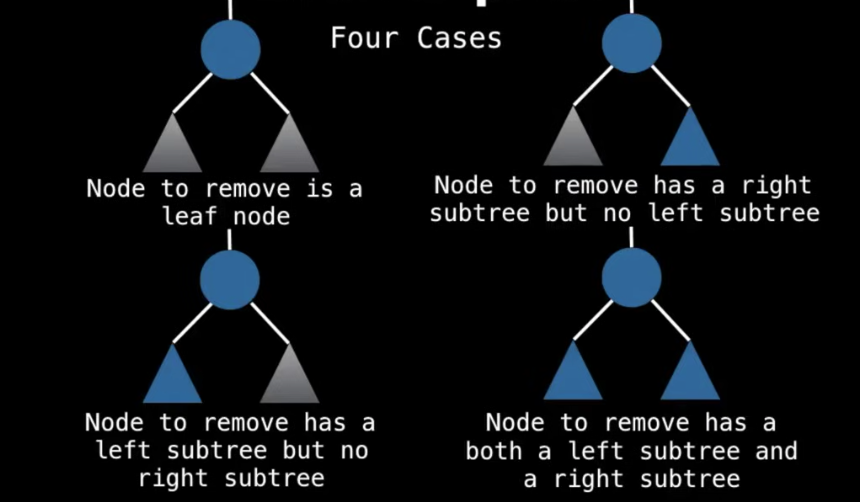 Four Cases
Node to remove is a
leaf node
Node to remove has a right
subtree but no left subtree
Node to remove has a
left subtree but no
right subtree
Node to remove has a
both a left subtree and
a right subtree